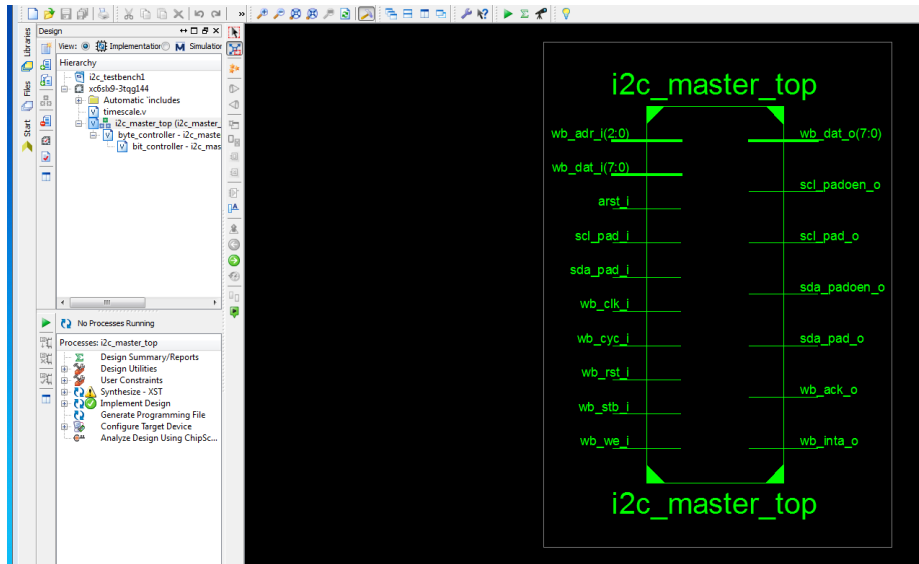 Design
View:
Implementation
Simulation
Libraries
Files
Start
Hierarchy
i2c_testbench1
xc6slx9-3tqg144
Automatic `includes
timescale.v
i2c_master_top (i2c_master_
byte_controller - i2c_maste
bit_controller - i2c_mas
No Processes Running
Processes: i2c_master_top
Design Summary/Reports
Design Utilities
User Constraints
Synthesize - XST
Implement Design
Generate Programming File
Configure Target Device
Analyze Design Using ChipSc...
i2c_master_top
wb_adr_i(2:0)
wb_dat_i(7:0)
arst_i
scl_pad_i
sda_pad_i
wb_clk_i
wb_cyc_i
wb_rst_i
wb_stb_i
wb_we_i
wb_dat_o(7:0)
scl_padoen_o
scl_pad_o
sda_padoen_o
sda_pad_o
wb_ack_o
wb_inta_o
i2c_master_top